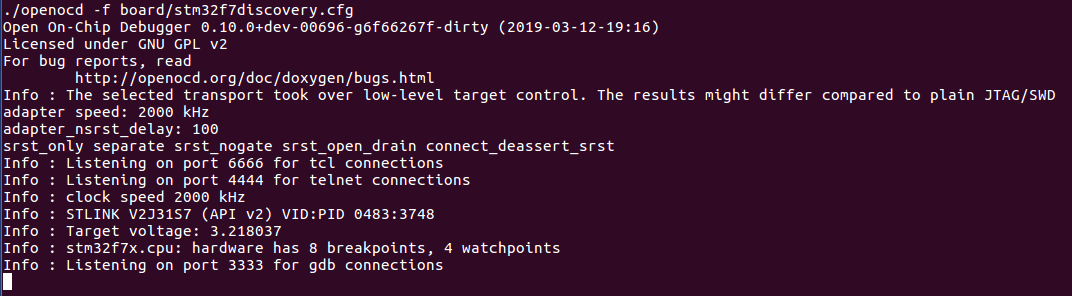 ./openocd -f board/stm32f7discovery.cfg
Open On-Chip Debugger 0.10.0+dev-00696-g6f66267f-dirty (2019-03-12-19:16)
Licensed under GNU GPL v2
For bug reports, read
        http://openocd.org/doc/doxygen/bugs.html
Info : The selected transport took over low-level target control. The results might differ compared to plain JTAG/SWD
adapter speed: 2000 kHz
adapter_nsrst_delay: 100
srst_only separate srst_nogate srst_open_drain connect_deassert_srst
Info : Listening on port 6666 for tcl connections
Info : Listening on port 4444 for telnet connections
Info : clock speed 2000 kHz
Info : STLINK V2J31S7 (API v2) VID:PID 0483:3748
Info : Target voltage: 3.218037
Info : stm32f7x.cpu: hardware has 8 breakpoints, 4 watchpoints
Info : Listening on port 3333 for gdb connections